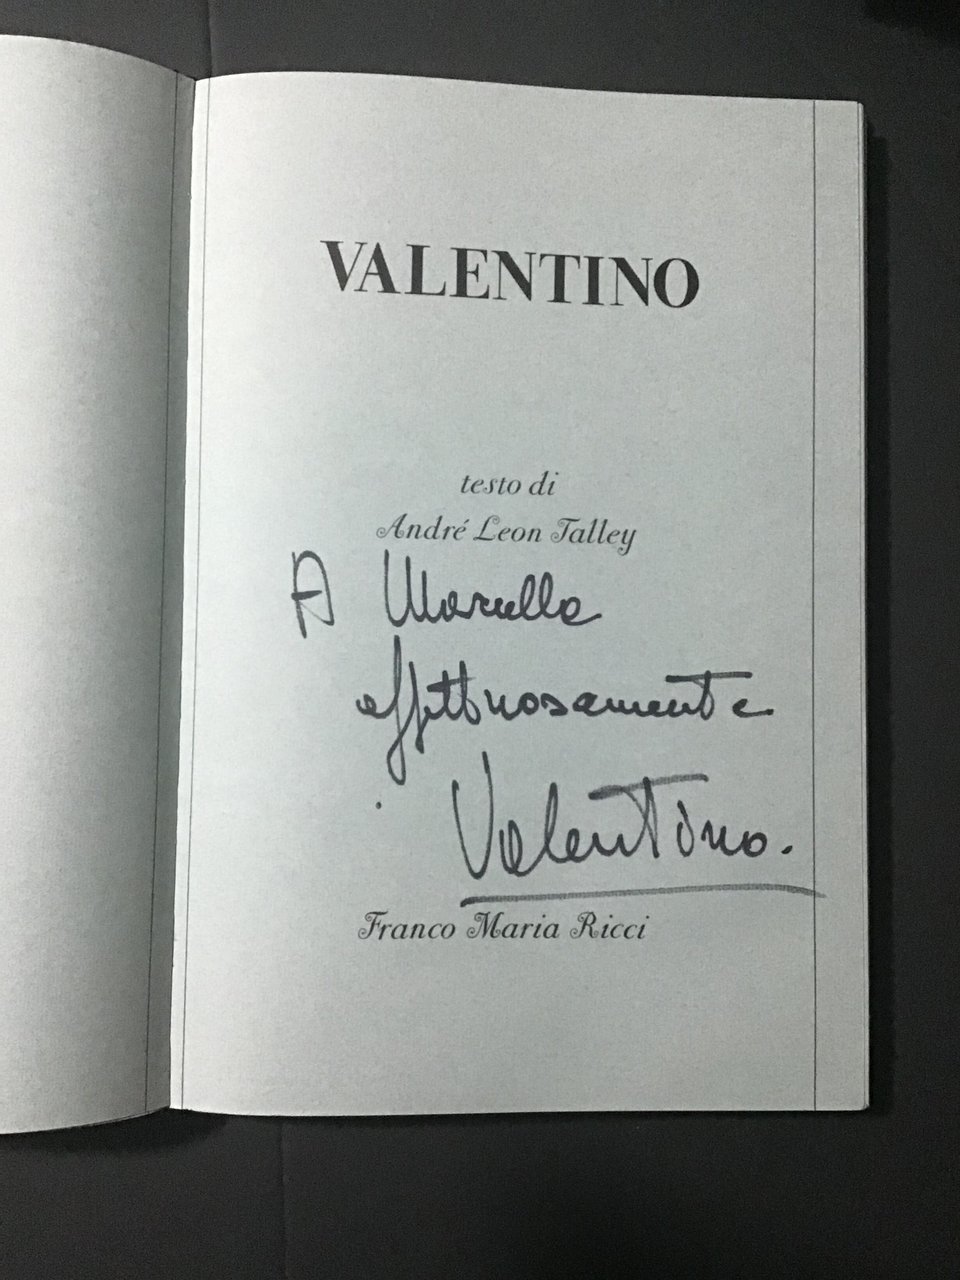 VALENTINO
testo di
André Leon Talley
A Marella
affettuosamente
Valentino.
Franco Maria Ricci